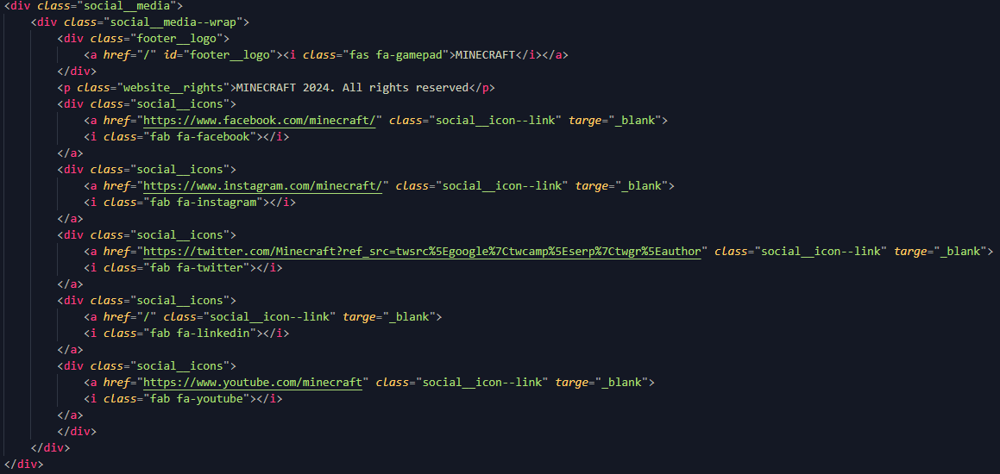 <div class="social__media">
<div class="social__media--wrap">
<div class="footer__logo">
<a href="/" id="footer__logo"><i class="fas fa-gamepad">MINECRAFT</i></a>
</div>
<p class="website__rights">MINECRAFT 2024. All rights reserved</p>
<div class="social__icons">
<a href="https://www.facebook.com/minecraft/" class="social__icon--link" targe="_blank">
<i class="fab fa-facebook"></i>
</a>
<div class="social__icons">
<a href="https://www.instagram.com/minecraft/" class="social__icon--link" targe="_blank">
<i class="fab fa-instagram"></i>
</a>
<div class="social__icons">
<a href="https://twitter.com/Minecraft?ref_src=twsrc%5Egoogle%7Ctwcamp%5Eserp%7Ctwgr%5Eauthor" class="social__icon--link" targe="_blank">
<i class="fab fa-twitter"></i>
</a>
<div class="social__icons">
<a href="/" class="social__icon--link" targe="_blank">
<i class="fab fa-linkedin"></i>
</a>
<div class="social__icons">
<a href="https://www.youtube.com/minecraft" class="social__icon--link" targe="_blank">
<i class="fab fa-youtube"></i>
</a>
</div>
</div>
</div>